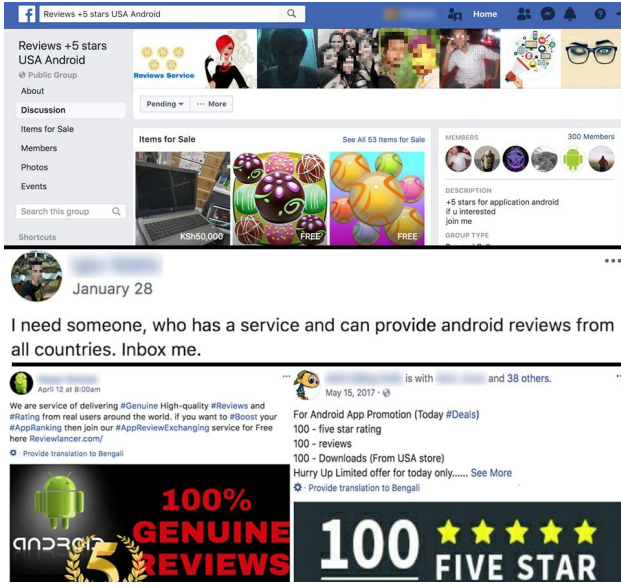 Reviews +5 stars USA Android
Home
Reviews +5 stars
USA Android
Public Group
About
Discussion
Items for Sale
Members
Photos
Events
Search this group
Shortcuts
Reviews Service
Pending
··· More
Items for Sale
See All 53 Items for Sale
KSh50,000
FREE
FREE
MEMBERS
300 Members
DESCRIPTION
+5 stars for application android
if u interested
join me
GROUP TYPE
January 28
I need someone, who has a service and can provide android reviews from
all countries. Inbox me.
April 12 at 8:00am
We are service of delivering #Genuine High-quality #Reviews and
#Rating from real users around the world. if you want to #Boost your
#AppRanking then join our #AppReviewExchanging service for Free
here Reviewlancer.com/
Provide translation to Bengali
100%
GENUINE
REVIEWS
ANDROID
5
is with and 38 others.
May 15, 2017
For Android App Promotion (Today #Deals)
100 - five star rating
100 - reviews
100 - Downloads (From USA store)
Hurry Up Limited offer for today only...... See More
Provide translation to Bengali
100
FIVE STAR